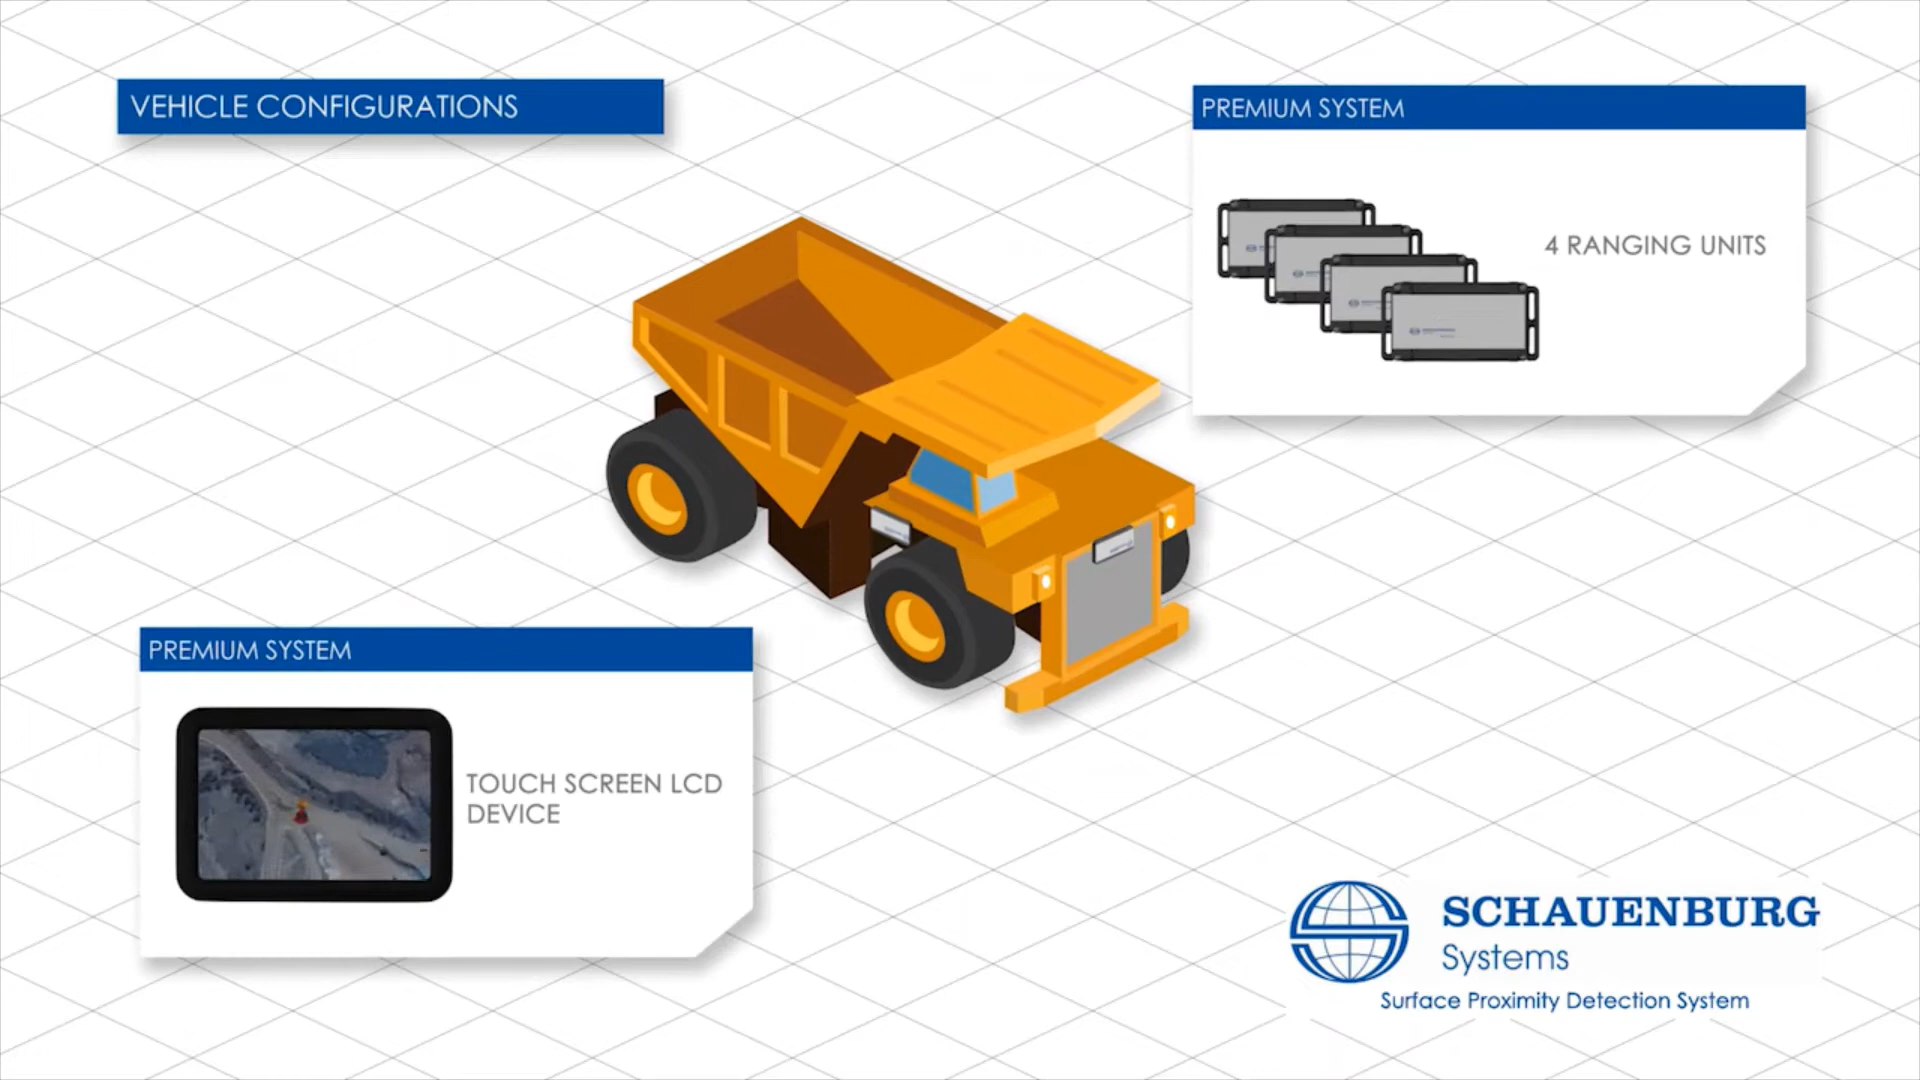 VEHICLE CONFIGURATIONS
PREMIUM SYSTEM
4 RANGING UNITS
PREMIUM SYSTEM
TOUCH SCREEN LCD
DEVICE
SCHAUENBURG
Systems
Surface Proximity Detection System